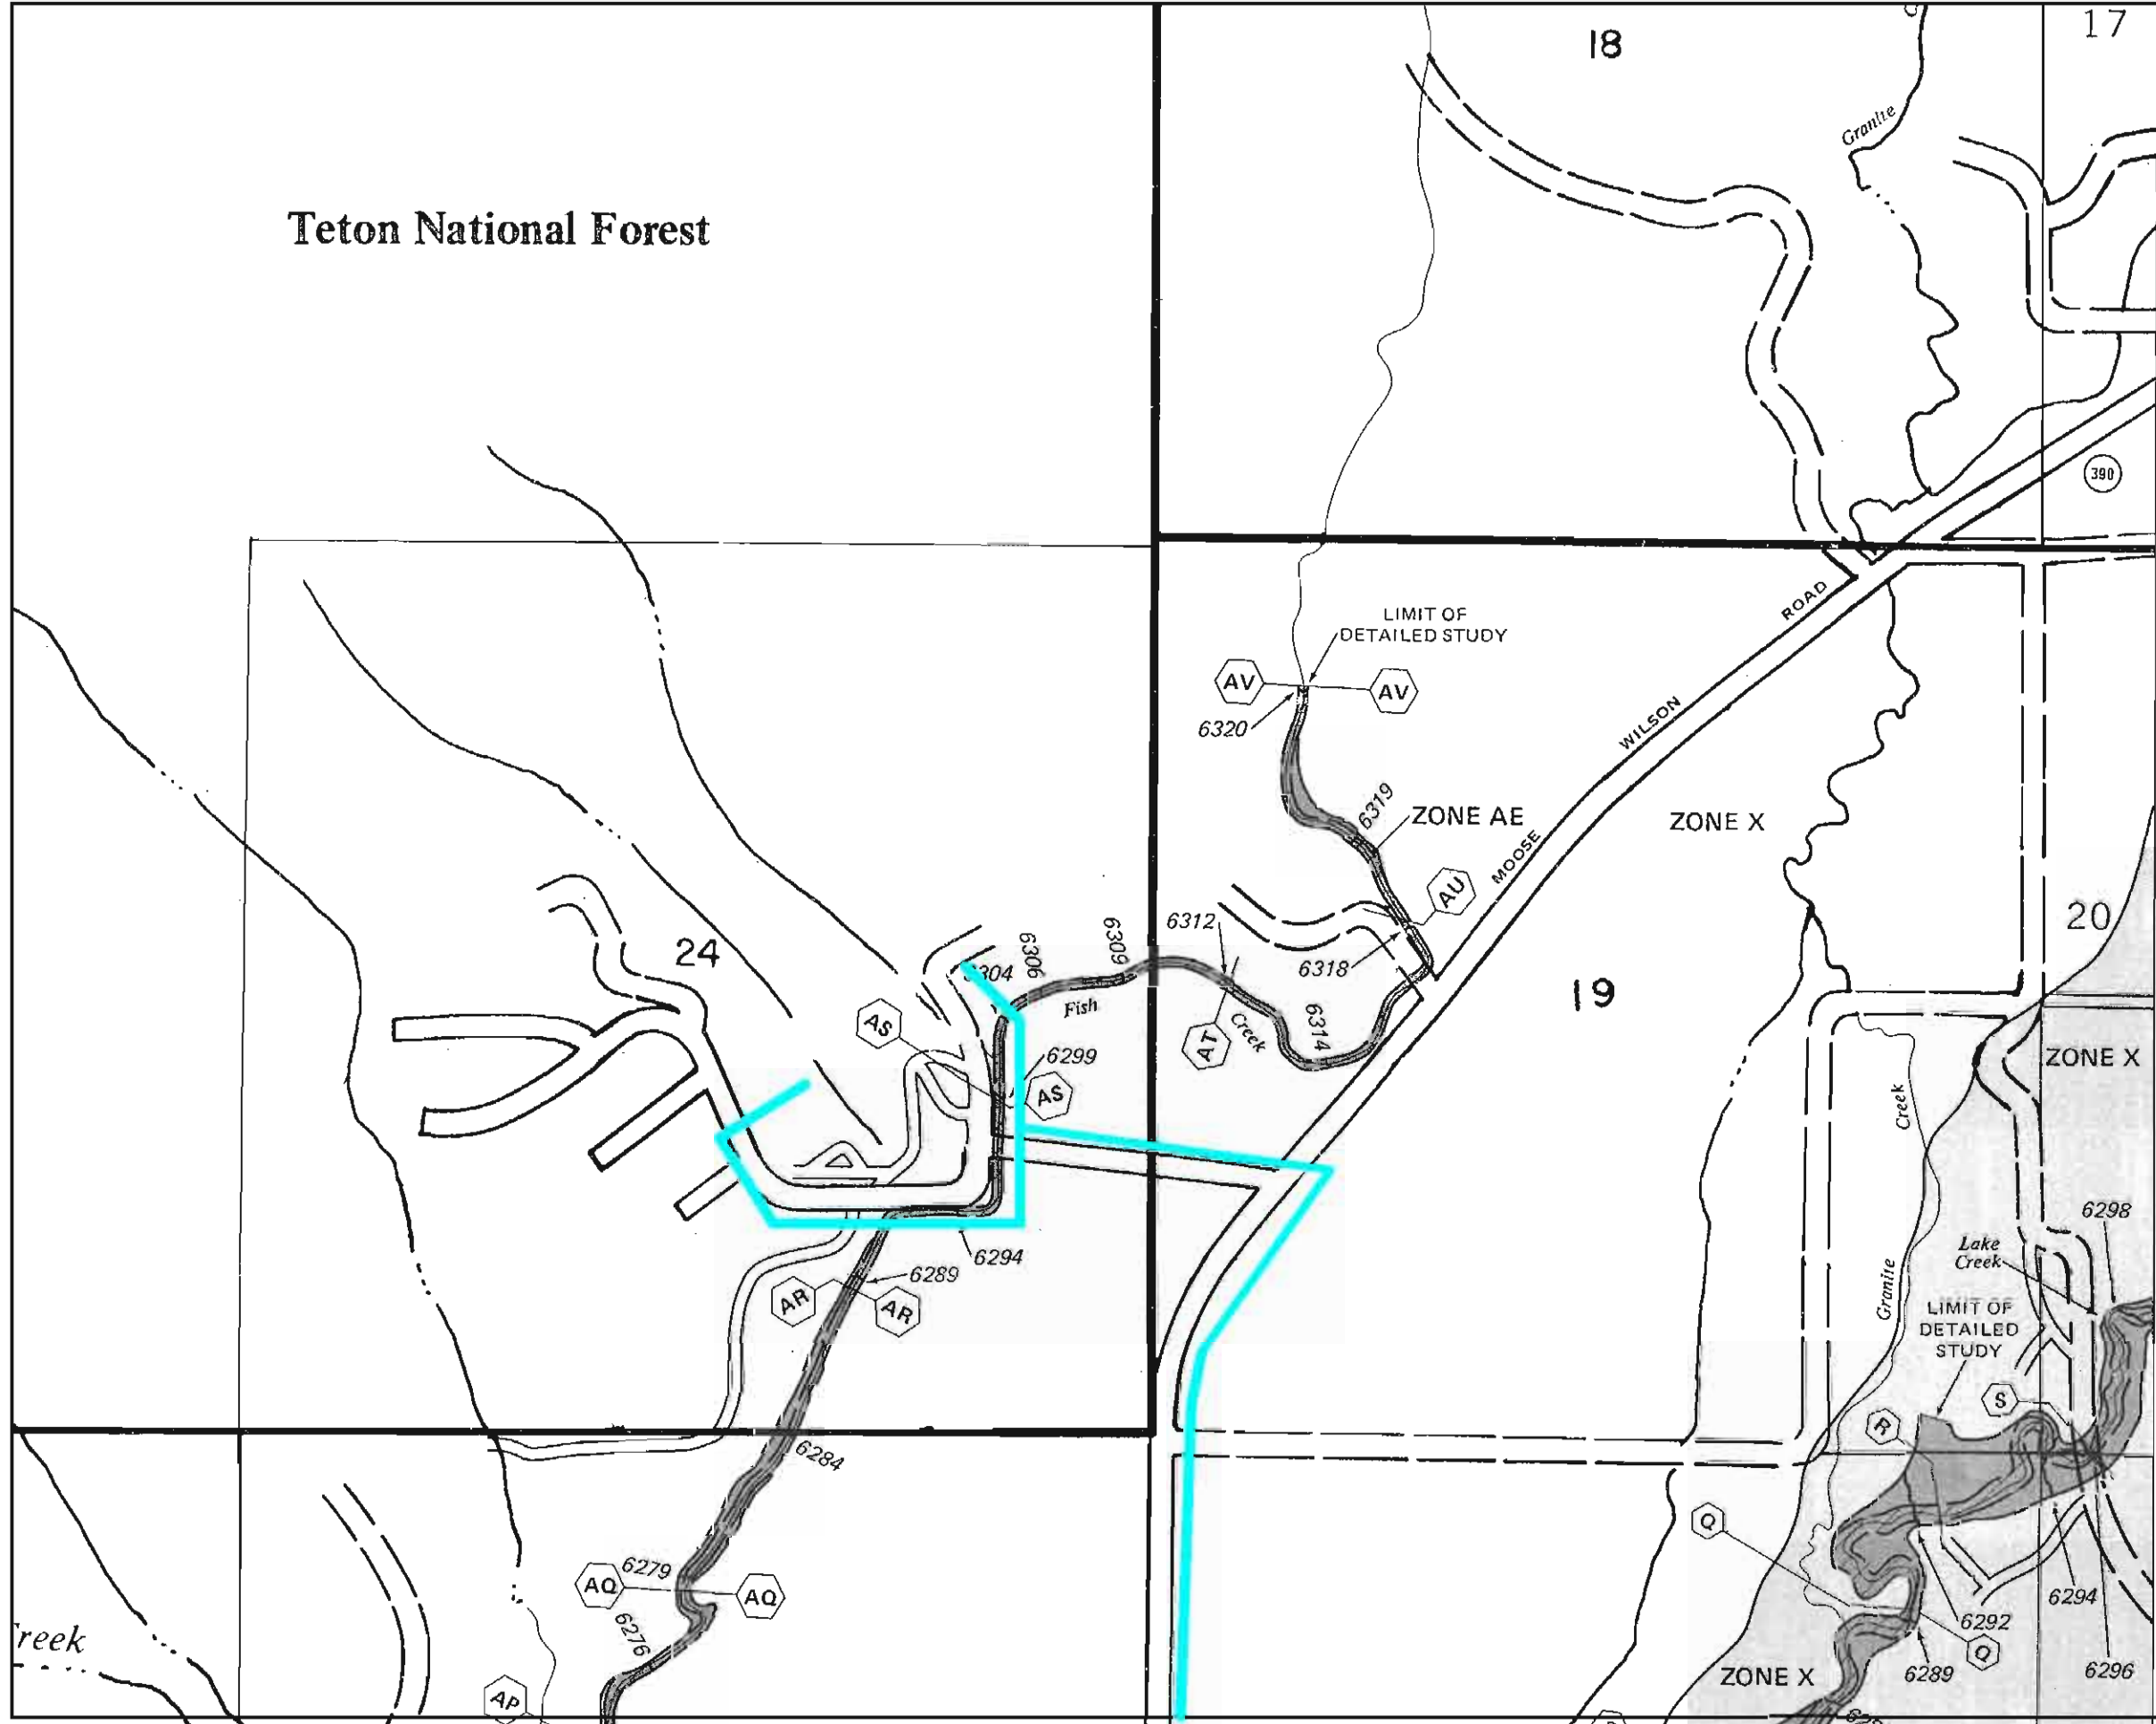 18
17
Granite
Teton National Forest
390
LIMIT OF
DETAILED STUDY
ROAD
AV
AV
6320
WILSON
6319
ZONE AE
ZONE X
MOOSE
AU
20
24
6312
6309
6306
6304
6318
19
Fish
AS
AT
Creek
6314
6299
AS
ZONE X
Creek
6298
6294
Lake
Creek
6289
Granite
AR
AR
LIMIT OF
DETAILED
STUDY
S
R
6284
Q
6279
AQ
AQ
6294
6276
6292
Q
reek
6289
6296
ZONE X
AP